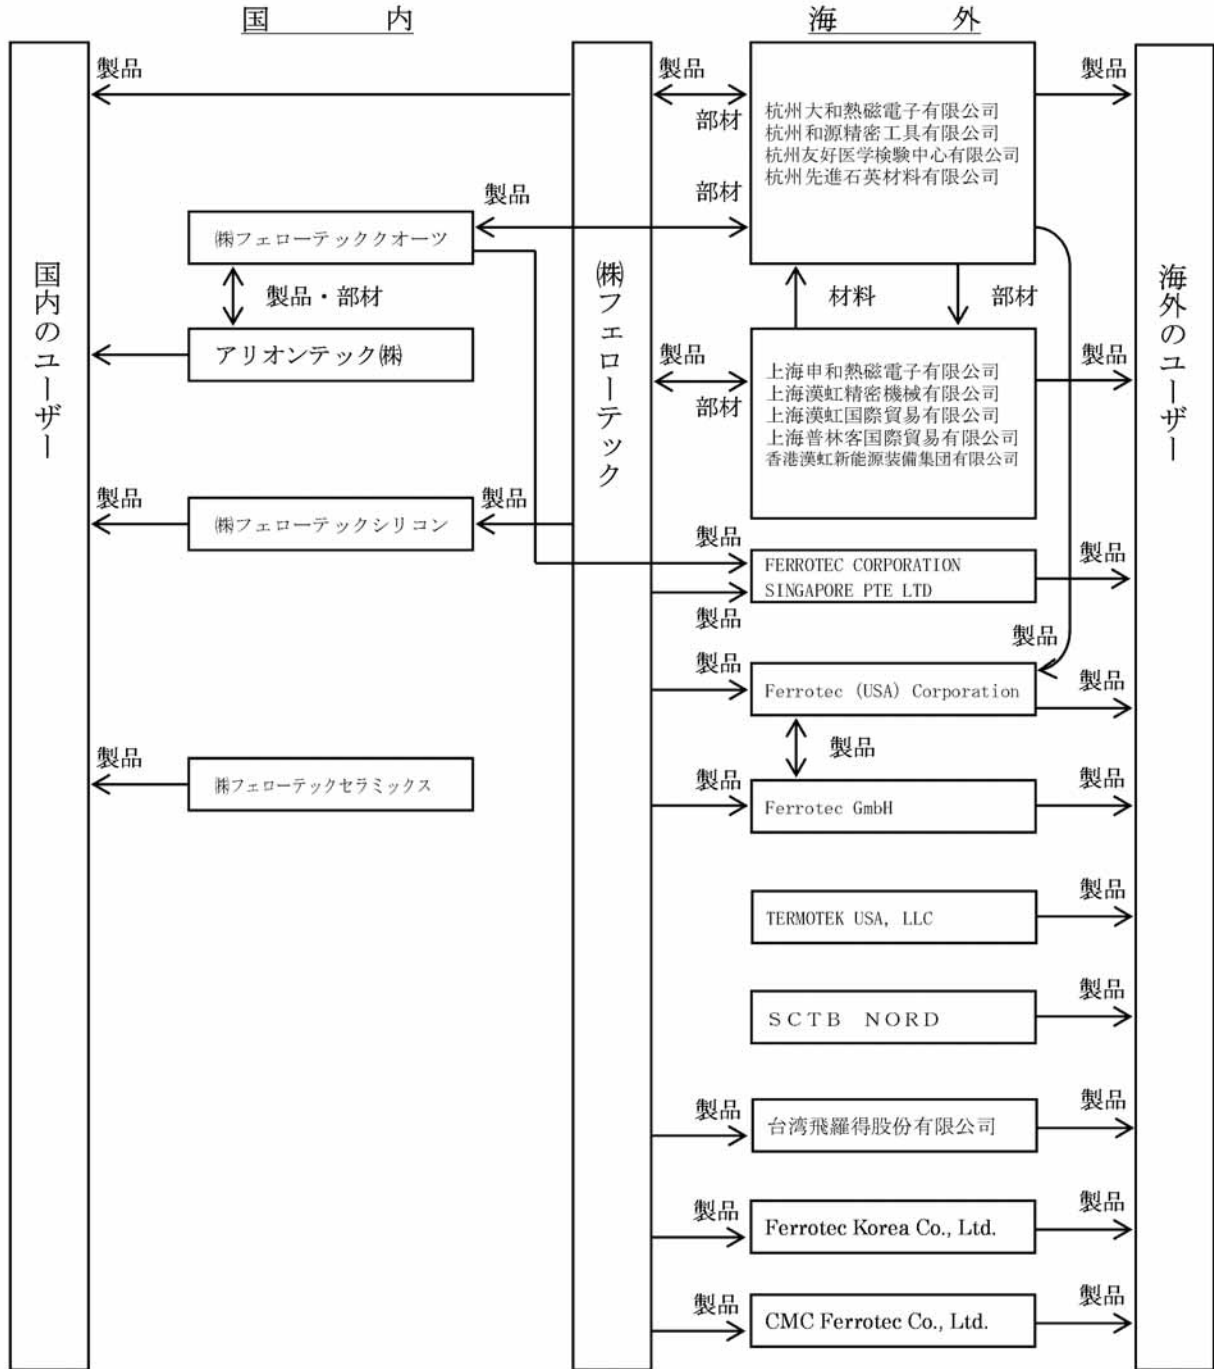 国　　　内
海　　　外
国内のユーザー
㈱フェローテック
海外のユーザー
製品
製品
部材
杭州大和熱磁電子有限公司
杭州和源精密工具有限公司
杭州友好医学検験中心有限公司
杭州先進石英材料有限公司
製品
製品
部材
㈱フェローテッククオーツ
製品・部材
材料
部材
アリオンテック㈱
製品
部材
上海申和熱磁電子有限公司
上海漢虹精密機械有限公司
上海漢虹国際貿易有限公司
上海普林客国際貿易有限公司
香港漢虹新能源装備集団有限公司
製品
製品
㈱フェローテックシリコン
製品
製品
FERROTEC CORPORATION
SINGAPORE PTE LTD
製品
製品
製品
製品
Ferrotec (USA) Corporation
製品
製品
製品
㈱フェローテックセラミックス
製品
Ferrotec GmbH
製品
TERMOTEK USA, LLC
製品
ＳＣＴＢ　ＮＯＲＤ
製品
製品
台湾飛羅得股份有限公司
製品
製品
Ferrotec Korea Co., Ltd.
製品
製品
CMC Ferrotec Co., Ltd.
製品